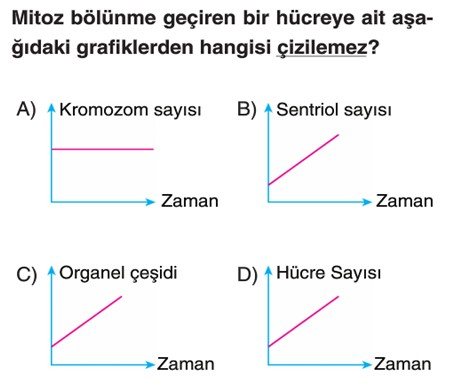 Mitoz bölünme geçiren bir hücreye ait aşa-
ğıdaki grafiklerden hangisi çizilemez?
A) Kromozom sayısı
Zaman
B) Sentriol sayısı
Zaman
C) Organel çeşidi
Zaman
D) Hücre Sayısı
Zaman